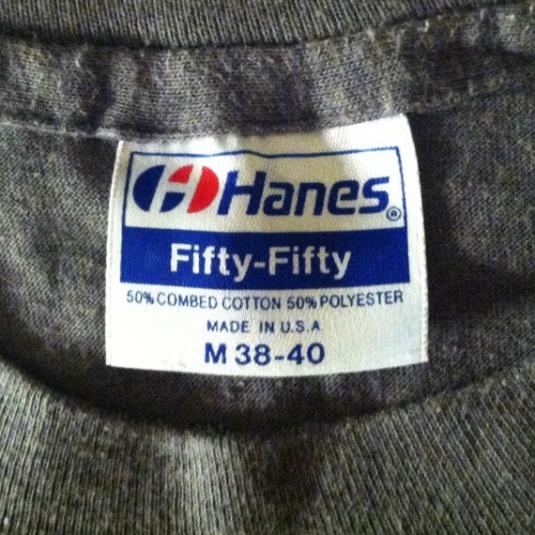 Hanes®
Fifty-Fifty
50% COMBED COTTON 50% POLYESTER
MADE IN U.S.A
M 38-40